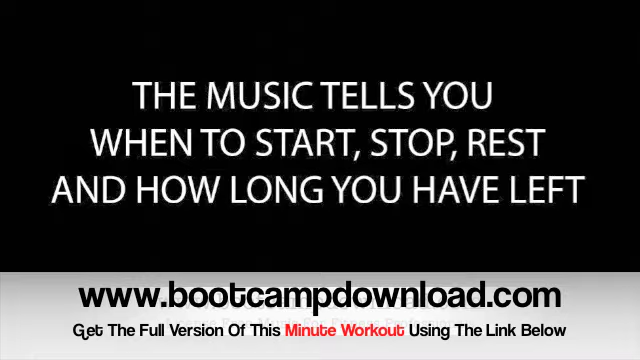 THE MUSIC TELLS YOU
WHEN TO START, STOP, REST
AND HOW LONG YOU HAVE LEFT
www.bootcampdownload.com
Get The Full Version Of This Minute Workout Using The Link Below